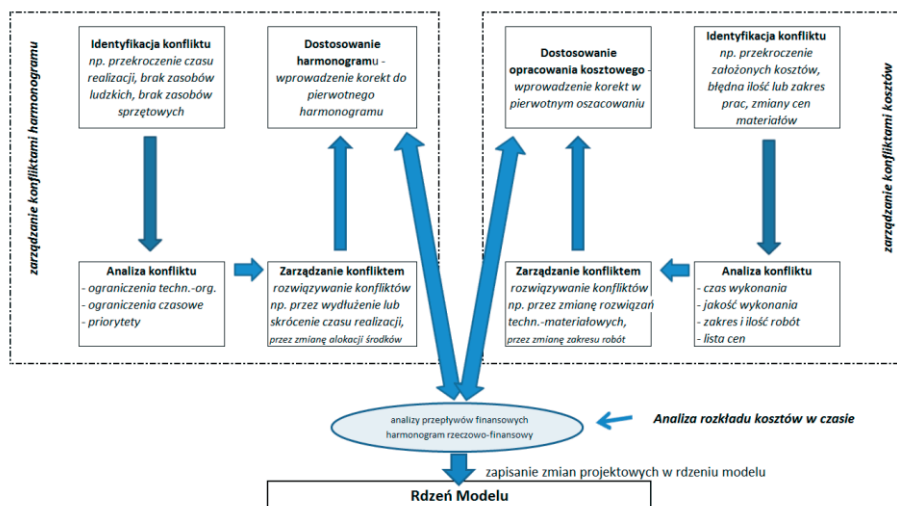 zarządzanie konfliktami harmonogramu
Identyfikacja konfliktu
np. przekroczenie czasu
realizacji, brak zasobów
ludzkich, brak zasobów
sprzętowych
Dostosowanie
harmonogramu -
wprowadzenie korekt do
pierwotnego
harmonogramu
Analiza konfliktu
- ograniczenia techn.-org.
- ograniczenia czasowe
- priorytety
Zarządzanie konfliktem
rozwiązywanie konfliktów
np. przez wydłużenie lub
skrócenie czasu realizacji,
przez zmianę alokacji środków
Dostosowanie
opracowania kosztowego -
wprowadzenie korekt w
pierwotnym oszacowaniu
Identyfikacja konfliktu
np. przekroczenie
założonych kosztów,
błędna ilość lub zakres
prac, zmiany cen
materiałów
Zarządzanie konfliktem
rozwiązywanie konfliktów
np. przez zmianę rozwiązań
techn.-materiałowych,
przez zmianę zakresu robót
Analiza konfliktu
- czas wykonania
- jakość wykonania
- zakres i ilość robót
- lista cen
zarządzanie konfliktami kosztów
analizy przepływów finansowych
harmonogram rzeczowo-finansowy
Analiza rozkładu kosztów w czasie
zapisanie zmian projektowych w rdzeniu modelu
Rdzeń Modelu